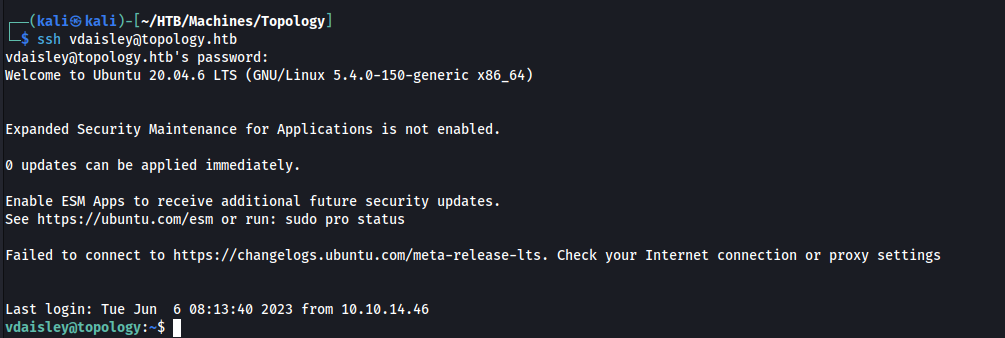 ┌──(kali㉿kali)-[~/HTB/Machines/Topology]
└─$ ssh vdaisley@topology.htb
vdaisley@topology.htb's password:
Welcome to Ubuntu 20.04.6 LTS (GNU/Linux 5.4.0-150-generic x86_64)
Expanded Security Maintenance for Applications is not enabled.
0 updates can be applied immediately.
Enable ESM Apps to receive additional future security updates.
See https://ubuntu.com/esm or run: sudo pro status
Failed to connect to https://changelogs.ubuntu.com/meta-release-lts. Check your Internet connection or proxy settings
Last login: Tue Jun  6 08:13:40 2023 from 10.10.14.46
vdaisley@topology:~$